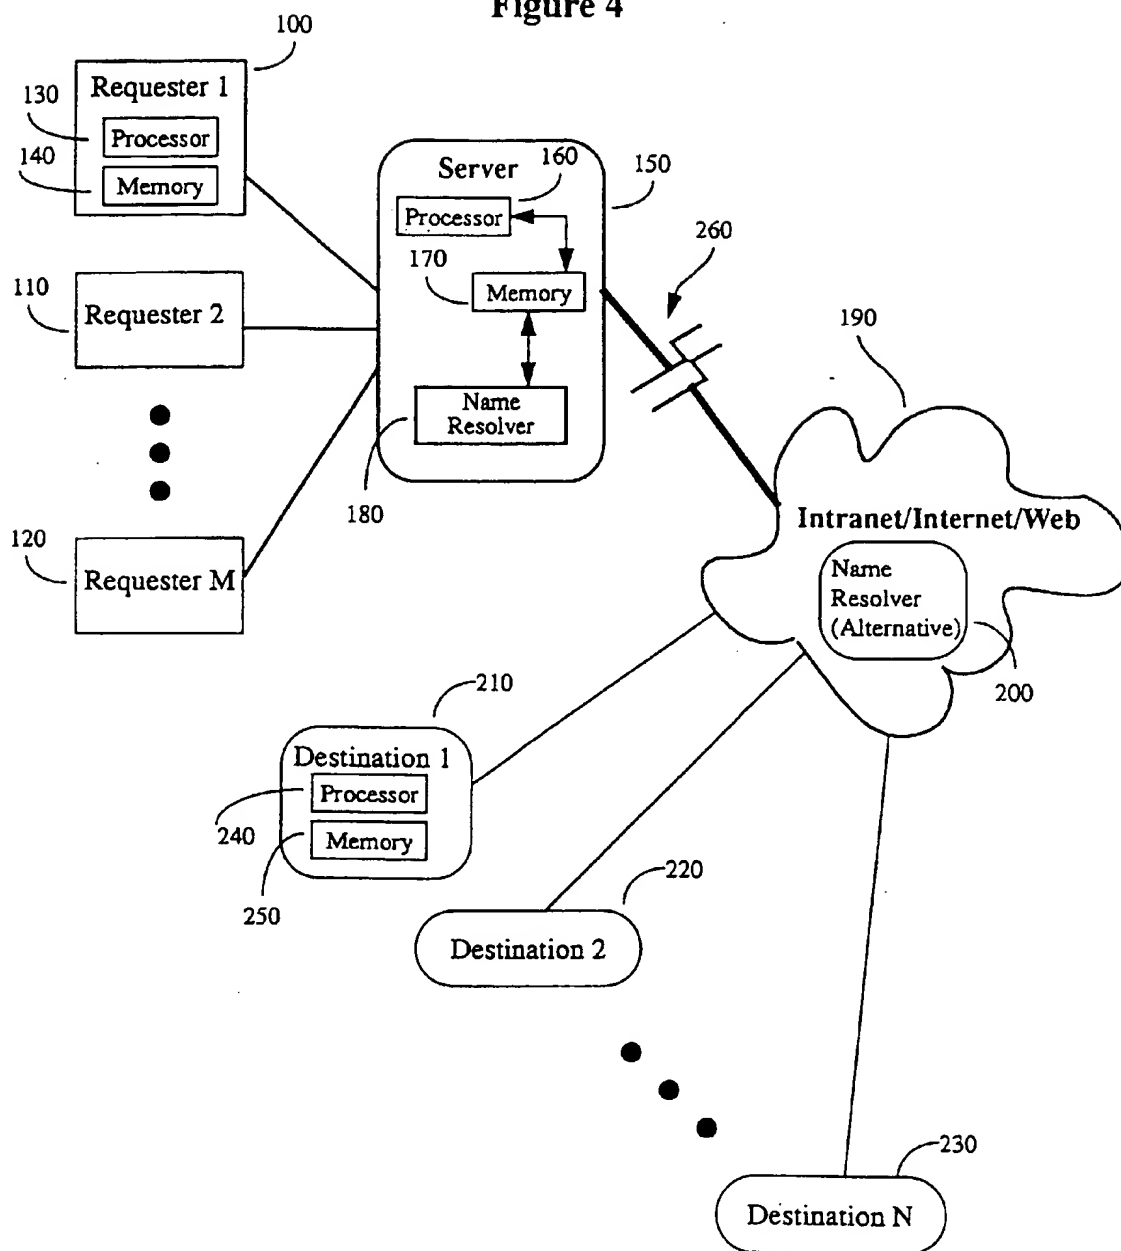 Figure 4
100
Requester 1
130
Processor
140
Memory
Server
160
150
Processor
170
Memory
260
110
Requester 2
190
Name
Resolver
180
120
Requester M
Intranet/Internet/Web
Name
Resolver
(Alternative)
200
210
Destination 1
Processor
240
Memory
250
220
Destination 2
230
Destination N